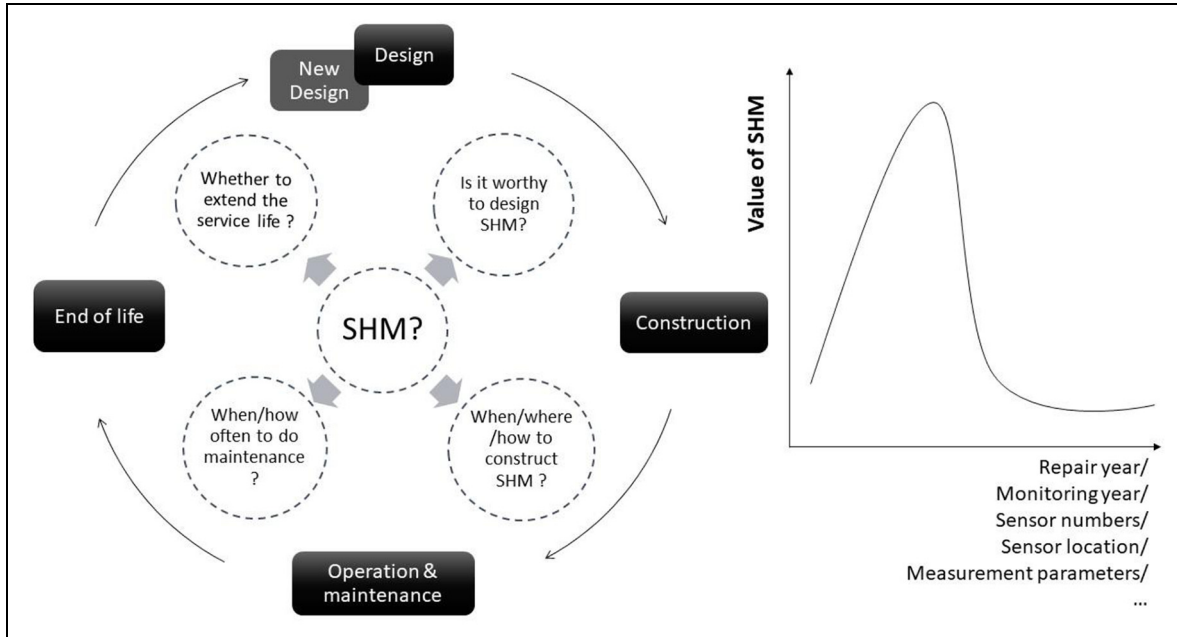 Design
New
Design
Whether to
extend the
service life ?
Is it worthy
to design
SHM?
End of life
SHM?
Construction
When/how
often to do
maintenance
?
When/where
/how to
construct
SHM ?
Operation &
maintenance
Value of SHM
Repair year/
Monitoring year/
Sensor numbers/
Sensor location/
Measurement parameters/
...